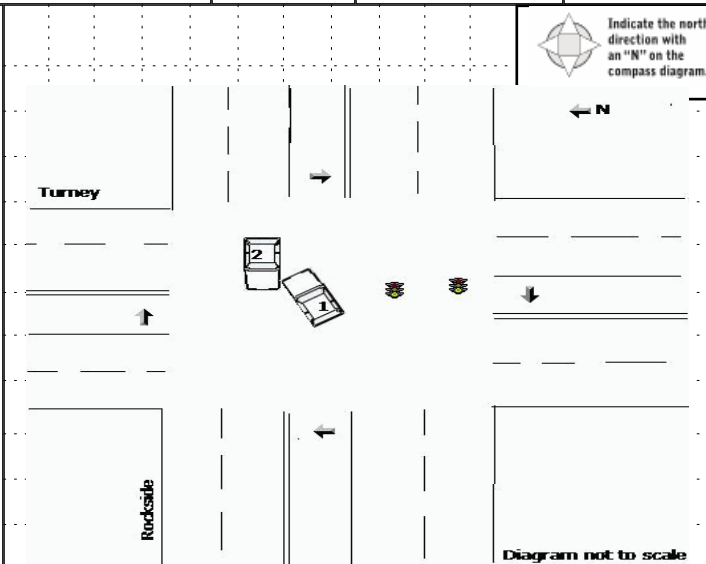 Indicate the north
direction with
an "N" on the
compass diagram.
N
Turney
2
1
Rockside
Diagram not to scale